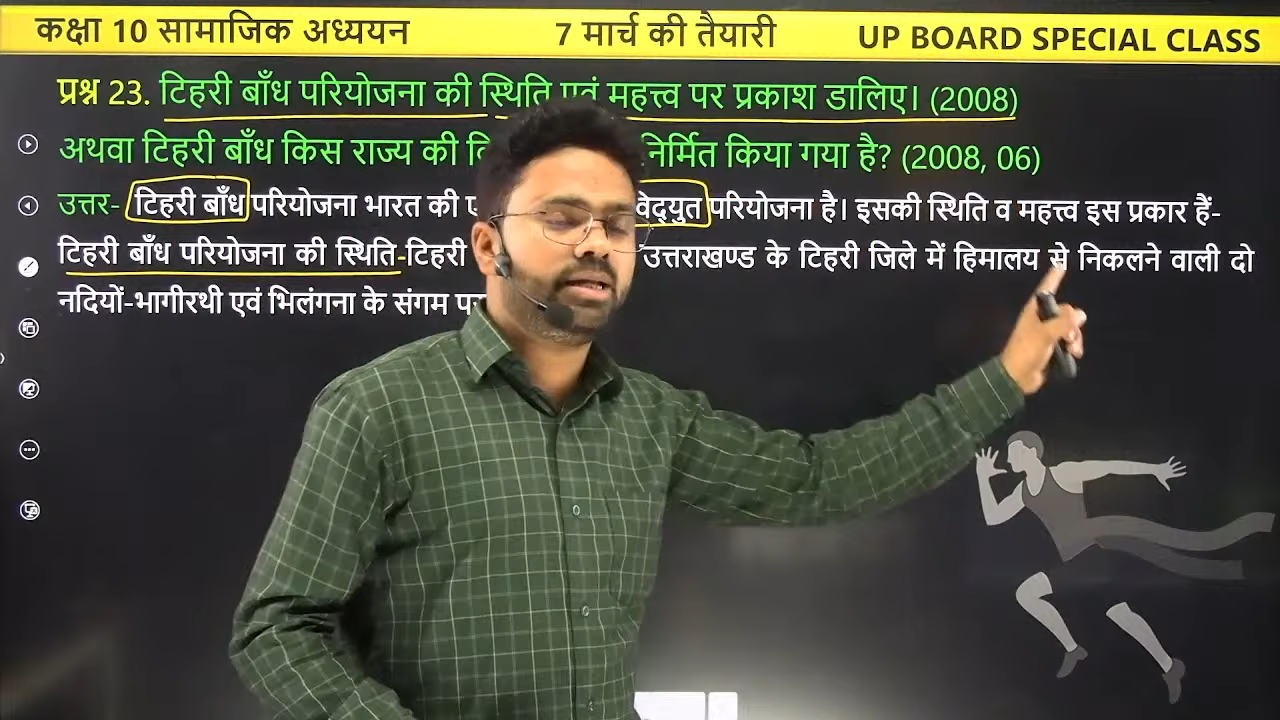 कक्षा 10 सामाजिक अध्ययन 7 मार्च की तैयारी UP BOARD SPECIAL CLASS
प्रश्न 23. टिहरी बाँध परियोजना की स्थिति एवं महत्त्व पर प्रकाश डालिए। (2008)
अथवा टिहरी बाँध किस राज्य की निर्मित किया गया है? (2008, 06)
उत्तर- टिहरी बाँध परियोजना भारत की परियोजना है। इसकी स्थिति व महत्त्व इस प्रकार हैं-
टिहरी बाँध परियोजना की स्थिति-टिहरी उत्तराखण्ड के टिहरी जिले में हिमालय से निकलने वाली दो
नदियों-भागीरथी एवं भिलंगना के संगम